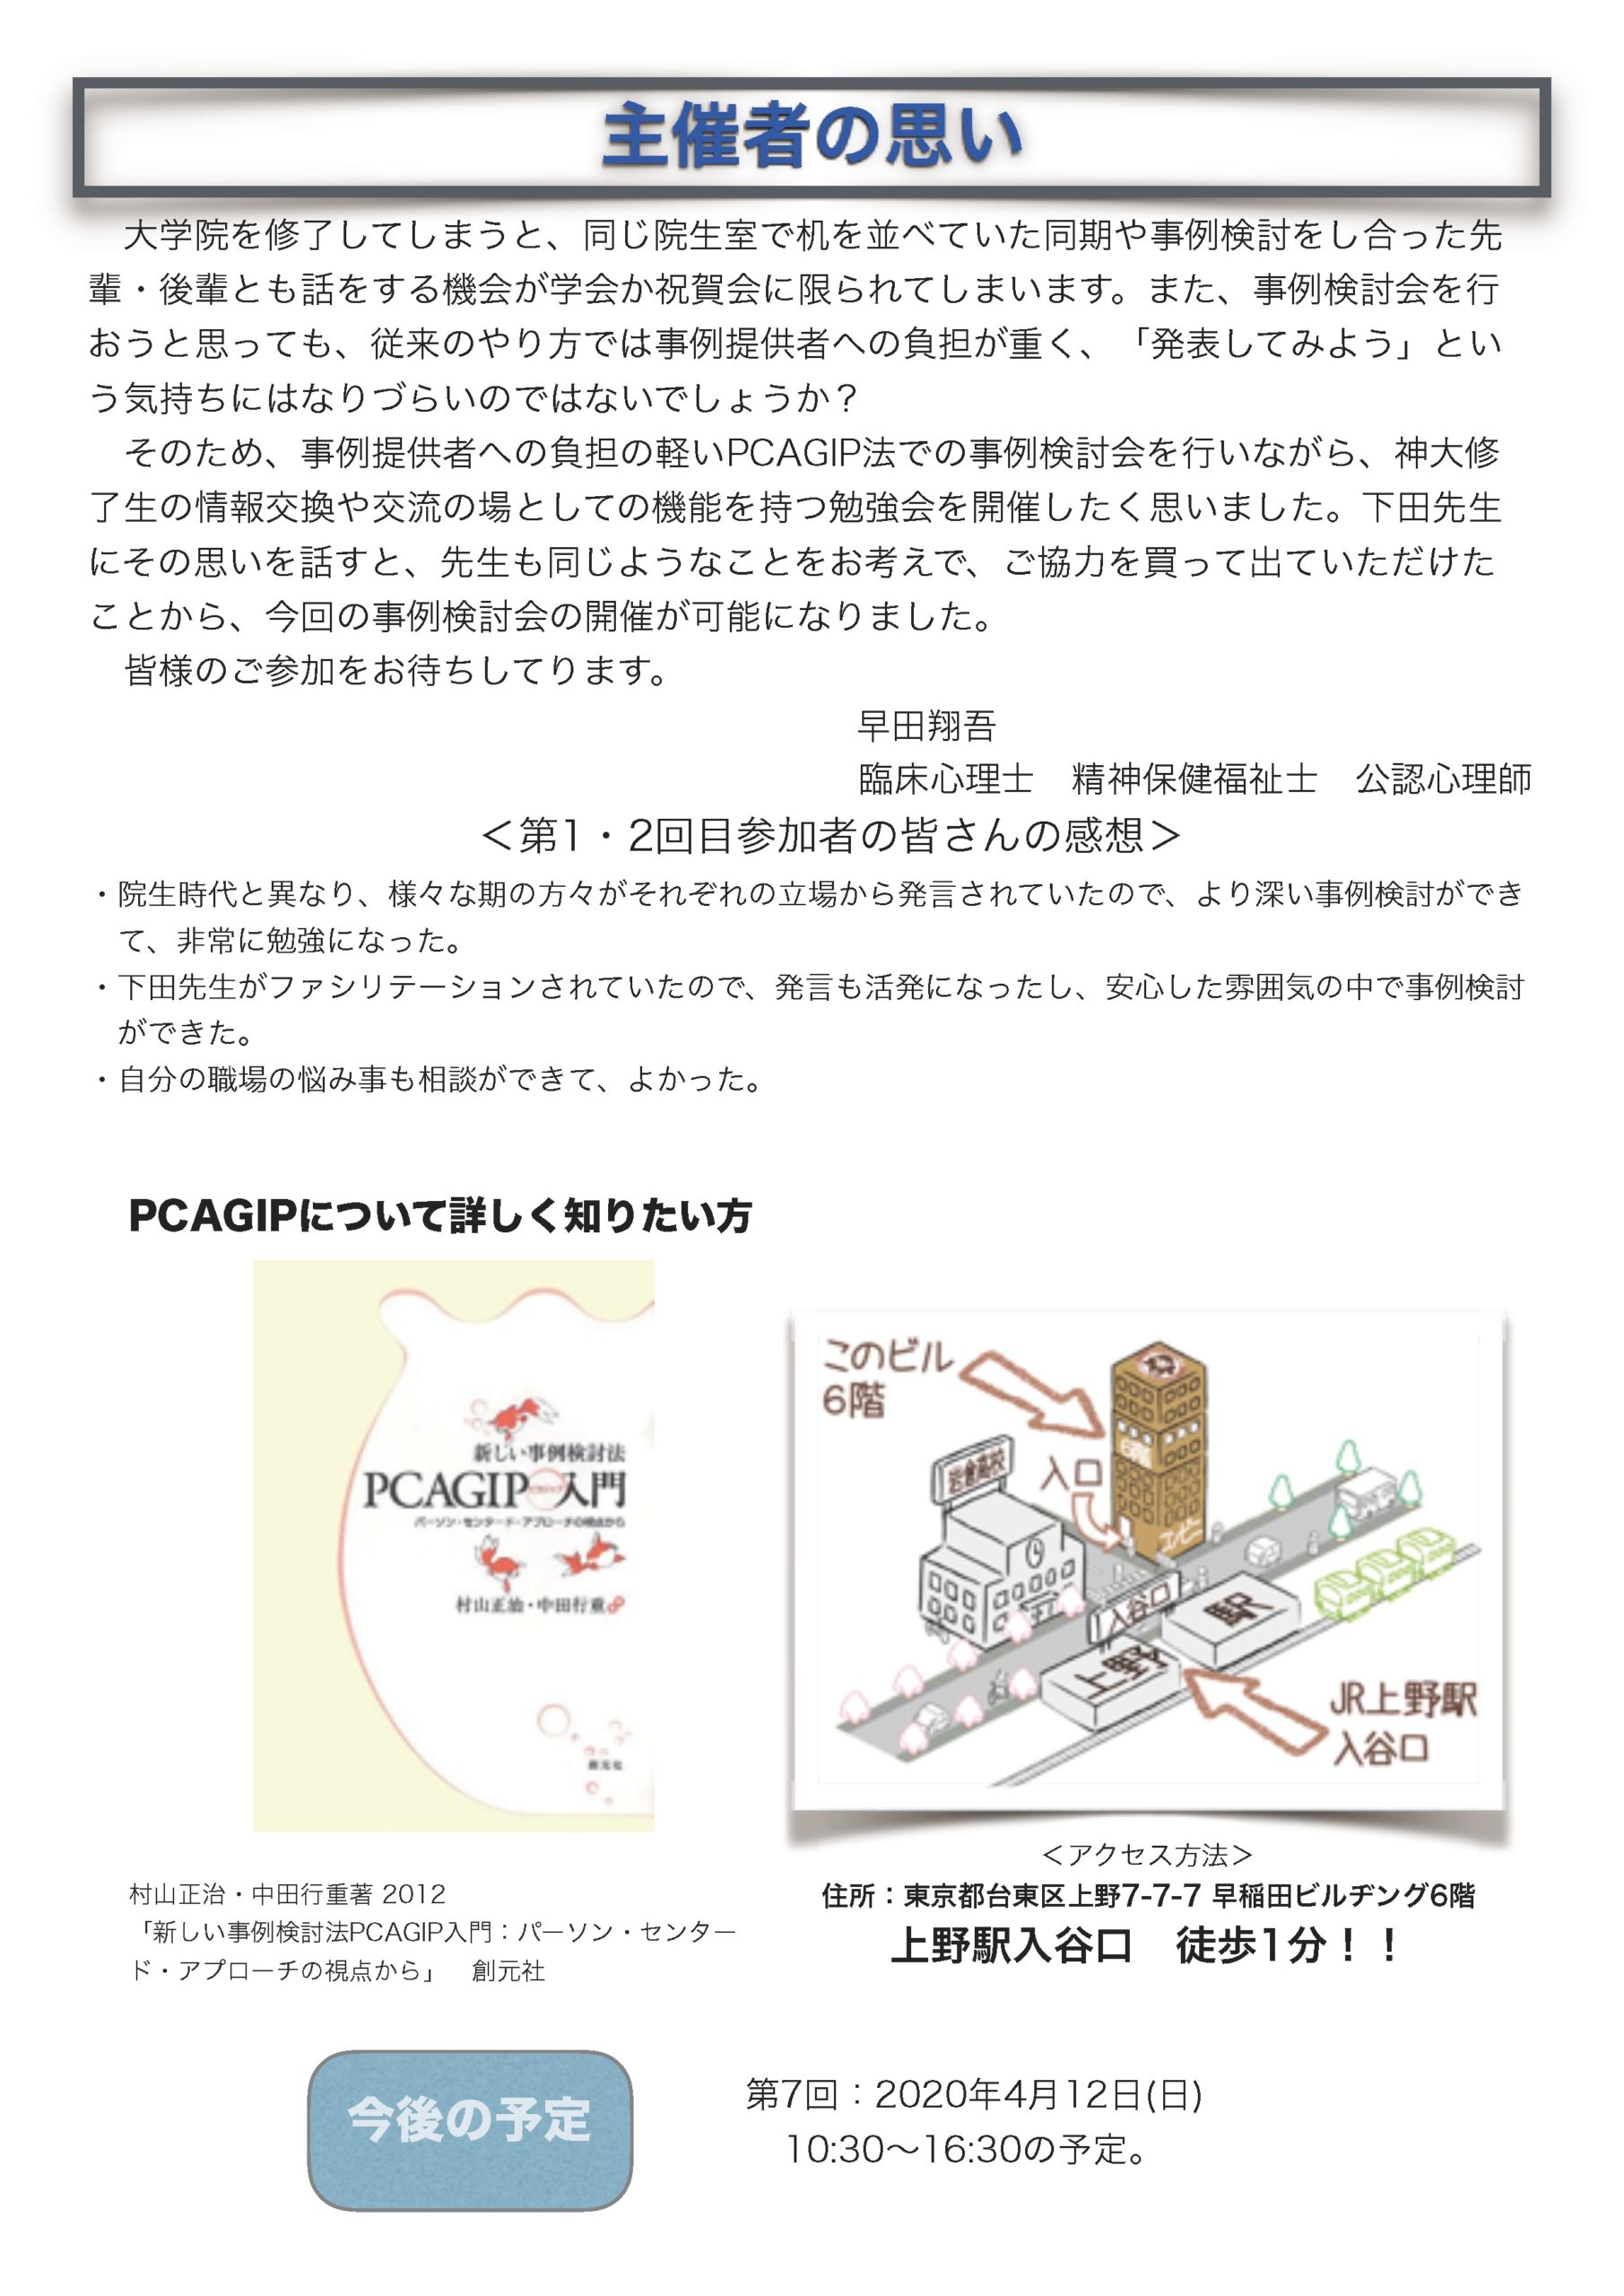 主催者の思い
大学院を修了してしまうと、同じ院生室で机を並べていた同期や事例検討をし合った先
輩・後輩とも話をする機会が学会か祝賀会に限られてしまいます。また、事例検討会を行
おうと思っても、従来のやり方では事例提供者への負担が重く、「発表してみよう」とい
う気持ちにはなりづらいのではないでしょうか？
そのため、事例提供者への負担の軽いPCAGIP法での事例検討会を行いながら、神大修
了生の情報交換や交流の場としての機能を持つ勉強会を開催したく思いました。下田先生
にその思いを話すと、先生も同じようなことをお考えで、ご協力を買って出ていただけた
ことから、今回の事例検討会の開催が可能になりました。
皆様のご参加をお待ちしてります。
早田翔吾
臨床心理士　精神保健福祉士　公認心理師
＜第1・2回目参加者の皆さんの感想＞
・院生時代と異なり、様々な期の方々がそれぞれの立場から発言されていたので、より深い事例検討ができ
て、非常に勉強になった。
・下田先生がファシリテーションされていたので、発言も活発になったし、安心した雰囲気の中で事例検討
ができた。
・自分の職場の悩み事も相談ができて、よかった。
PCAGIPについて詳しく知りたい方
新しい事例検討法
PCAGIP入門
パーソン・センタード・アプローチの視点から
村山正治・中田行重
創元社
このビル
6階
岩倉高校
入口
6階
コンビニ
入谷口
駅
上野
JR上野駅
入谷口
村山正治・中田行重著 2012
「新しい事例検討法PCAGIP入門：パーソン・センター
ド・アプローチの視点から」　創元社
＜アクセス方法＞
住所：東京都台東区上野7-7-7 早稲田ビルヂング6階
上野駅入谷口　徒歩1分！！
今後の予定
第7回：2020年4月12日(日)
10:30〜16:30の予定。